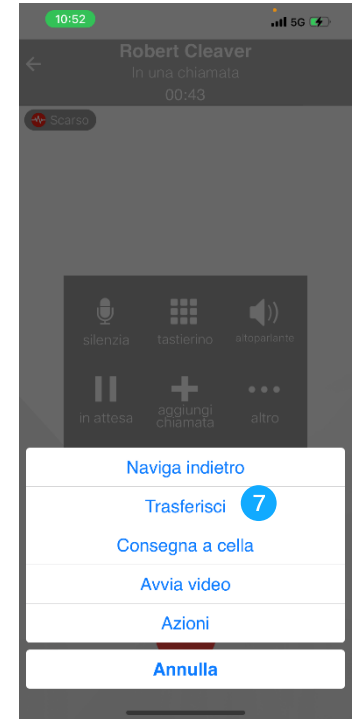 10:52
5G
Robert Cleaver
In una chiamata
00:43
Scarso
silenzia
tastierino
altoparlante
in attesa
aggiungi
chiamata
altro
Naviga indietro
Trasferisci
7
Consegna a cella
Avvia video
Azioni
Annulla